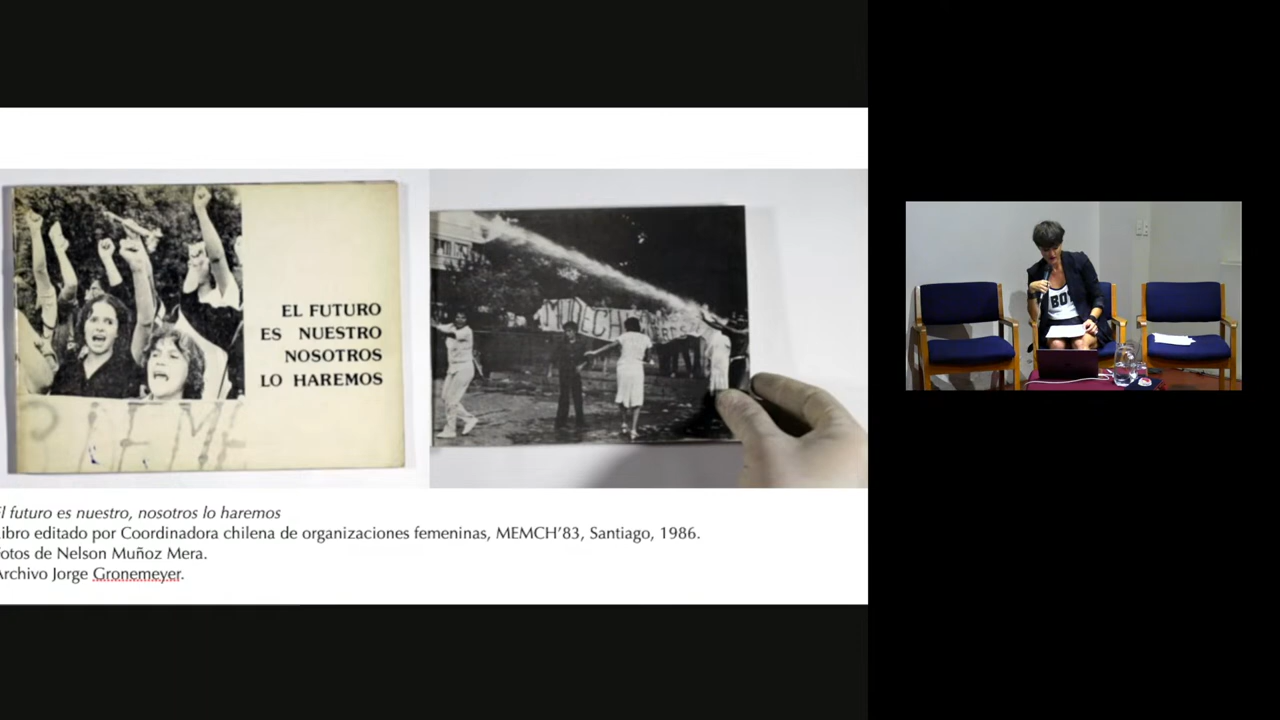 EL FUTURO
ES NUESTRO
NOSOTROS
LO HAREMOS
l futuro es nuestro, nosotros lo haremos
ibro editado por Coordinadora chilena de organizaciones femeninas, MEMCH'83, Santiago, 1986.
otos de Nelson Muñoz Mera.
Archivo Jorge Gronemeyer.
BO